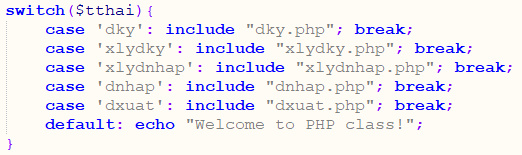 switch($tthai){
case 'dky': include "dky.php"; break;
case 'xlydky': include "xlydky.php"; break;
case 'xlydnhap': include "xlydnhap.php"; break;
case 'dnhap': include "dnhap.php"; break;
case 'dxuat': include "dxuat.php"; break;
default: echo "Welcome to PHP class!";
}